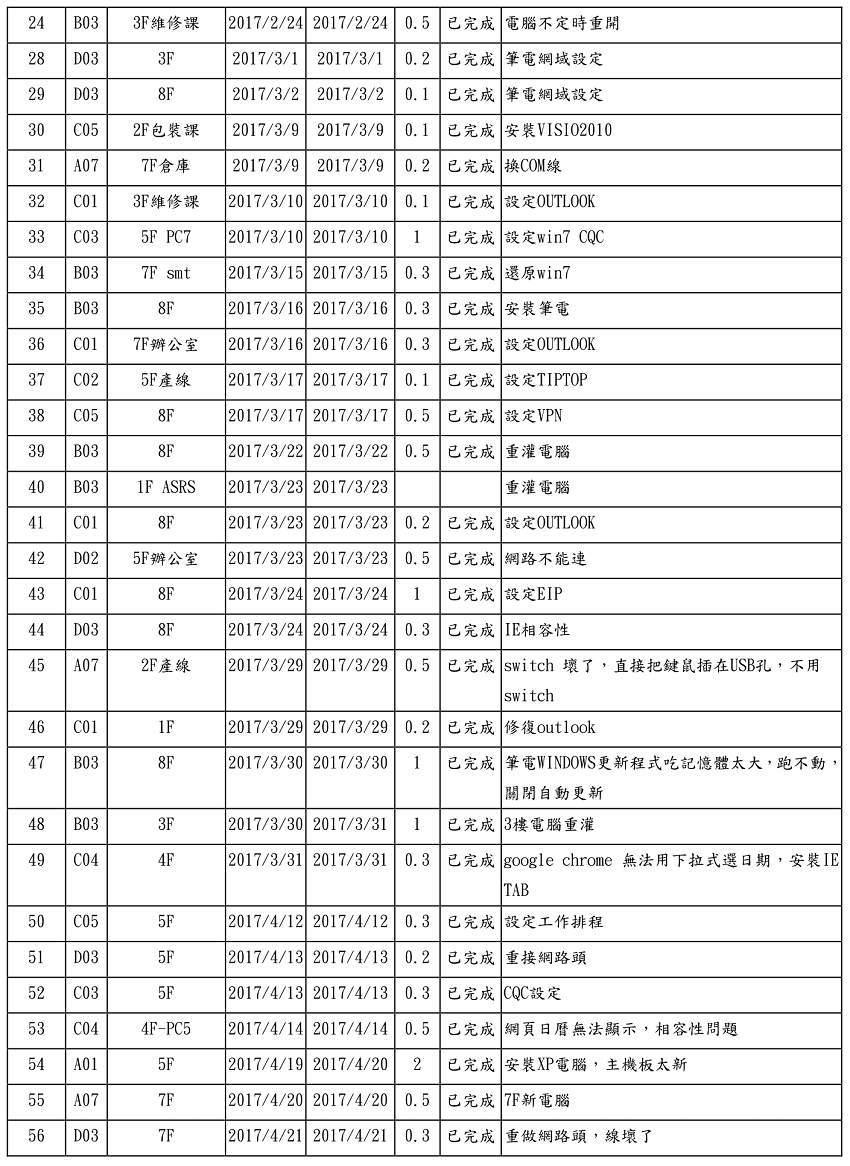 24 B03 3F維修課 2017/2/24 2017/2/24 0.5 已完成 電腦不定時重開
28 D03 3F 2017/3/1 2017/3/1 0.2 已完成 筆電網域設定
29 D03 8F 2017/3/2 2017/3/2 0.1 已完成 筆電網域設定
30 C05 2F包裝課 2017/3/9 2017/3/9 0.1 已完成 安裝VISIO2010
31 A07 7F倉庫 2017/3/9 2017/3/9 0.2 已完成 換COM線
32 C01 3F維修課 2017/3/10 2017/3/10 0.1 已完成 設定OUTLOOK
33 C03 5F PC7 2017/3/10 2017/3/10 1 已完成 設定win7 CQC
34 B03 7F smt 2017/3/15 2017/3/15 0.3 已完成 還原win7
35 B03 8F 2017/3/16 2017/3/16 0.3 已完成 安裝筆電
36 C01 7F辦公室 2017/3/16 2017/3/16 0.3 已完成 設定OUTLOOK
37 C02 5F產線 2017/3/17 2017/3/17 0.1 已完成 設定TIPTOP
38 C05 8F 2017/3/17 2017/3/17 0.5 已完成 設定VPN
39 B03 8F 2017/3/22 2017/3/22 0.5 已完成 重灌電腦
40 B03 1F ASRS 2017/3/23 2017/3/23 重灌電腦
41 C01 8F 2017/3/23 2017/3/23 0.2 已完成 設定OUTLOOK
42 D02 5F辦公室 2017/3/23 2017/3/23 0.5 已完成 網路不能連
43 C01 8F 2017/3/24 2017/3/24 1 已完成 設定EIP
44 D03 8F 2017/3/24 2017/3/24 0.3 已完成 IE相容性
45 A07 2F產線 2017/3/29 2017/3/29 0.5 已完成 switch 壞了，直接把鍵鼠插在USB孔，不用
switch
46 C01 1F 2017/3/29 2017/3/29 0.2 已完成 修復outlook
47 B03 8F 2017/3/30 2017/3/30 1 已完成 筆電WINDOWS更新程式吃記憶體太大，跑不動，
關閉自動更新
48 B03 3F 2017/3/30 2017/3/31 1 已完成 3樓電腦重灌
49 C04 4F 2017/3/31 2017/3/31 0.3 已完成 google chrome 無法用下拉式選日期，安裝IE
TAB
50 C05 5F 2017/4/12 2017/4/12 0.3 已完成 設定工作排程
51 D03 5F 2017/4/13 2017/4/13 0.2 已完成 重接網路頭
52 C03 5F 2017/4/13 2017/4/13 0.3 已完成 CQC設定
53 C04 4F-PC5 2017/4/14 2017/4/14 0.5 已完成 網頁日曆無法顯示，相容性問題
54 A01 5F 2017/4/19 2017/4/20 2 已完成 安裝XP電腦，主機板太新
55 A07 7F 2017/4/20 2017/4/20 0.5 已完成 7F新電腦
56 D03 7F 2017/4/21 2017/4/21 0.3 已完成 重做網路頭，線壞了